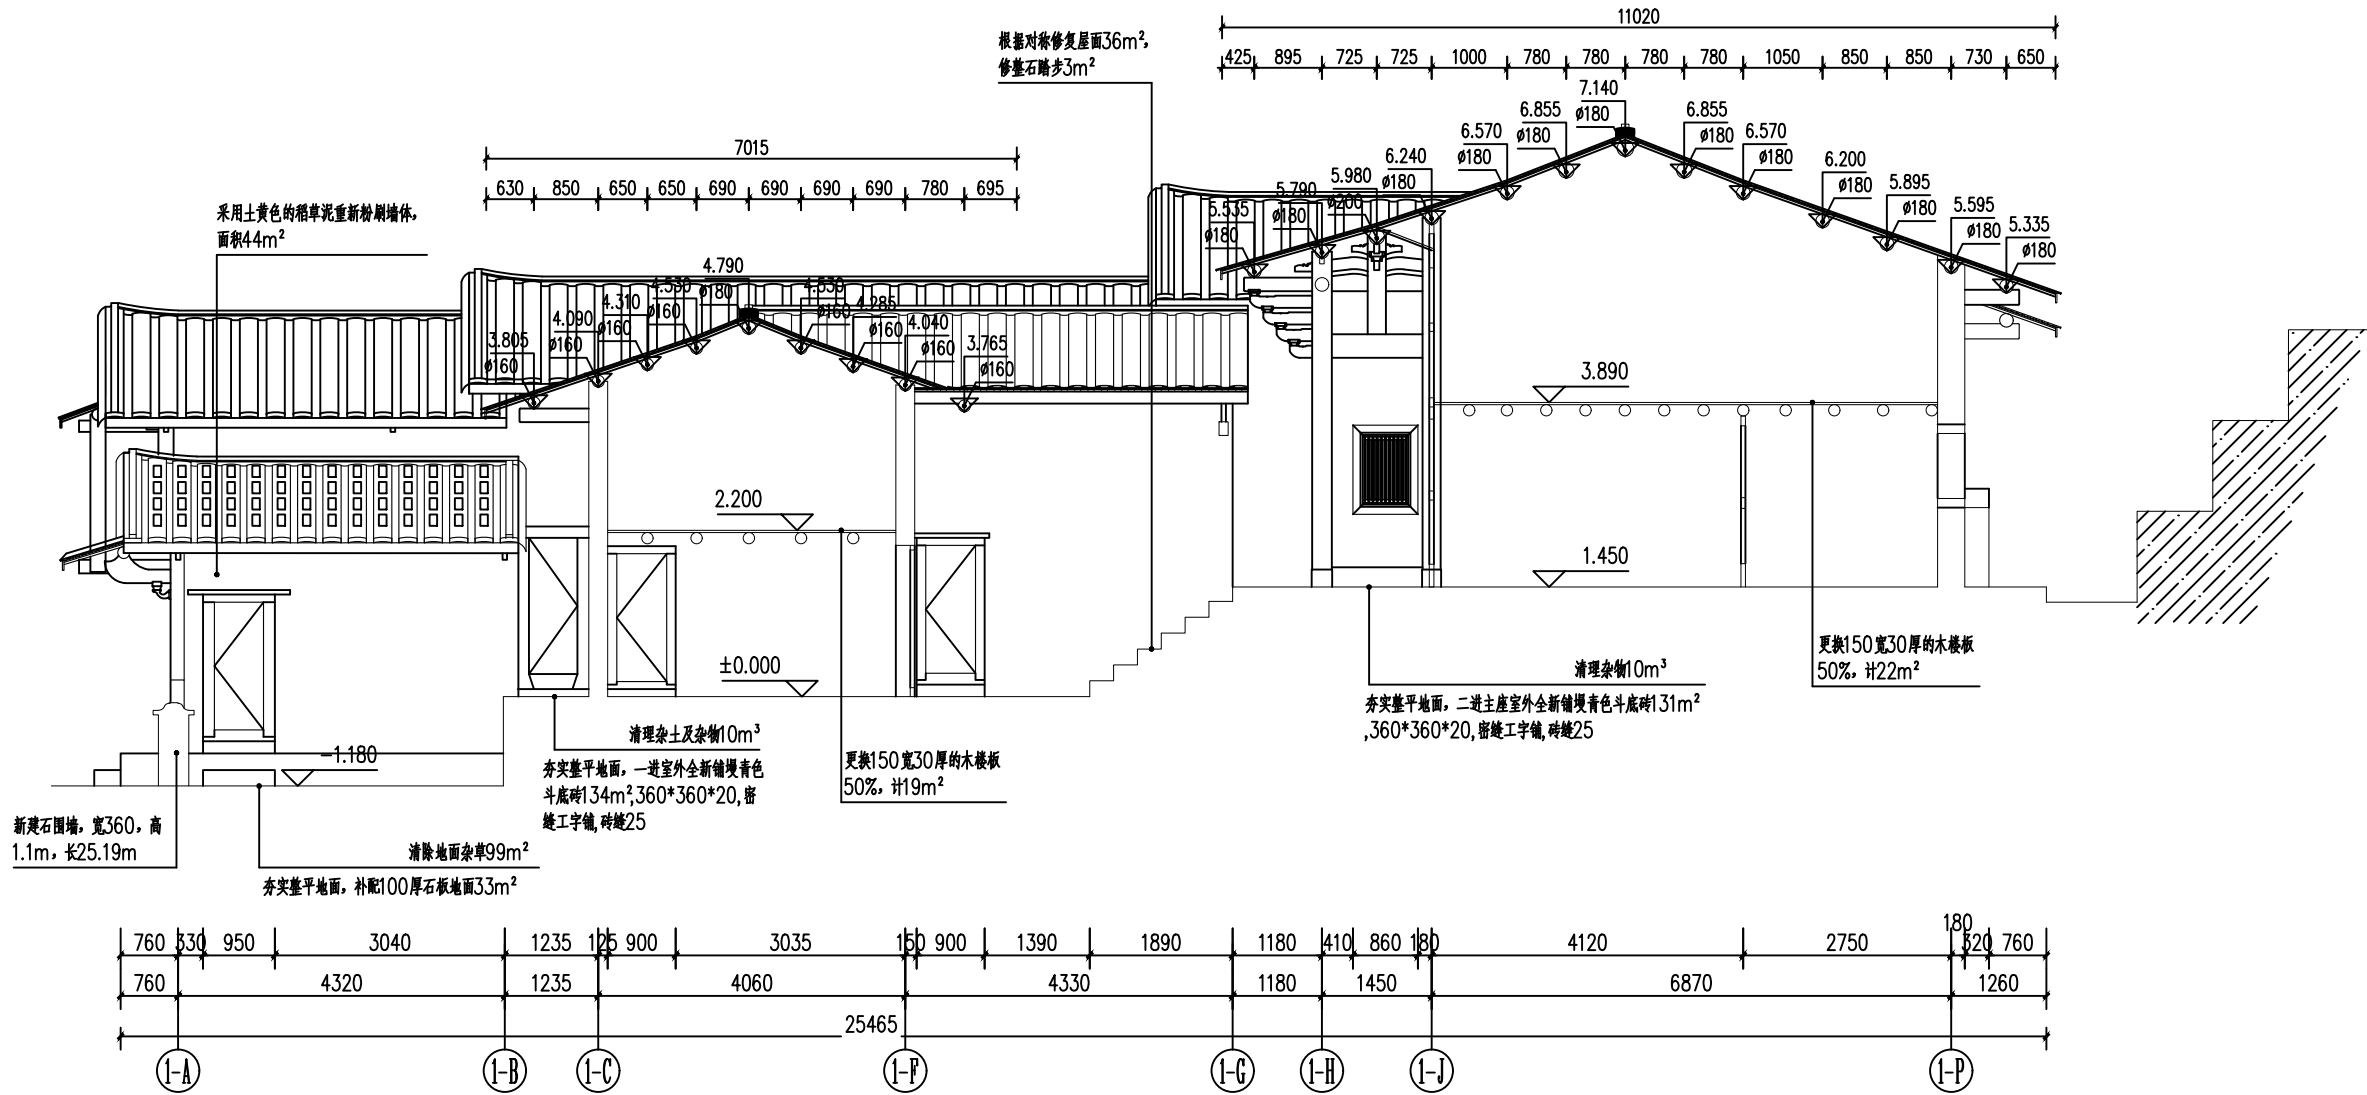 11020
425 895 725 725 1000 780 780 780 780 1050 850 850 730 650
根据对称修复屋面36m²，
修整石踏步3m²
7.140
ø180
6.855
ø180
6.855
ø180
6.570
ø180
6.570
ø180
6.240
ø180
6.200
ø180
5.980
ø200
5.895
ø180
5.790
ø180
5.595
ø180
5.535
ø180
5.335
ø180
7015
630 850 650 650 690 690 690 690 780 695
采用土黄色的稻草泥重新粉刷墙体，
面积44m²
4.790
ø180
4.530
ø160
4.530
ø160
4.310
ø160
4.285
ø160
4.090
ø160
4.040
ø160
3.805
ø160
3.765
ø160
3.890
2.200
1.450
±0.000
-1.180
更换150宽30厚的木楼板
50%，计22m²
清理杂物10m³
夯实整平地面，二进主座室外全新铺墁青色斗底砖131m²
,360*360*20,密缝工字铺,砖缝25
清理杂土及杂物10m³
夯实整平地面，一进室外全新铺墁青色
斗底砖134m²,360*360*20,密
缝工字铺,砖缝25
更换150宽30厚的木楼板
50%，计19m²
新建石围墙，宽360，高
1.1m，长25.19m
清除地面杂草99m²
夯实整平地面，补配100厚石板地面33m²
760 330 950 3040 1235 125 900 3035 150 900 1390 1890 1180 410 860 180 4120 2750 180 320 760
760 4320 1235 4060 4330 1180 1450 6870 1260
25465
1-A 1-B 1-C 1-F 1-G 1-H 1-J 1-P